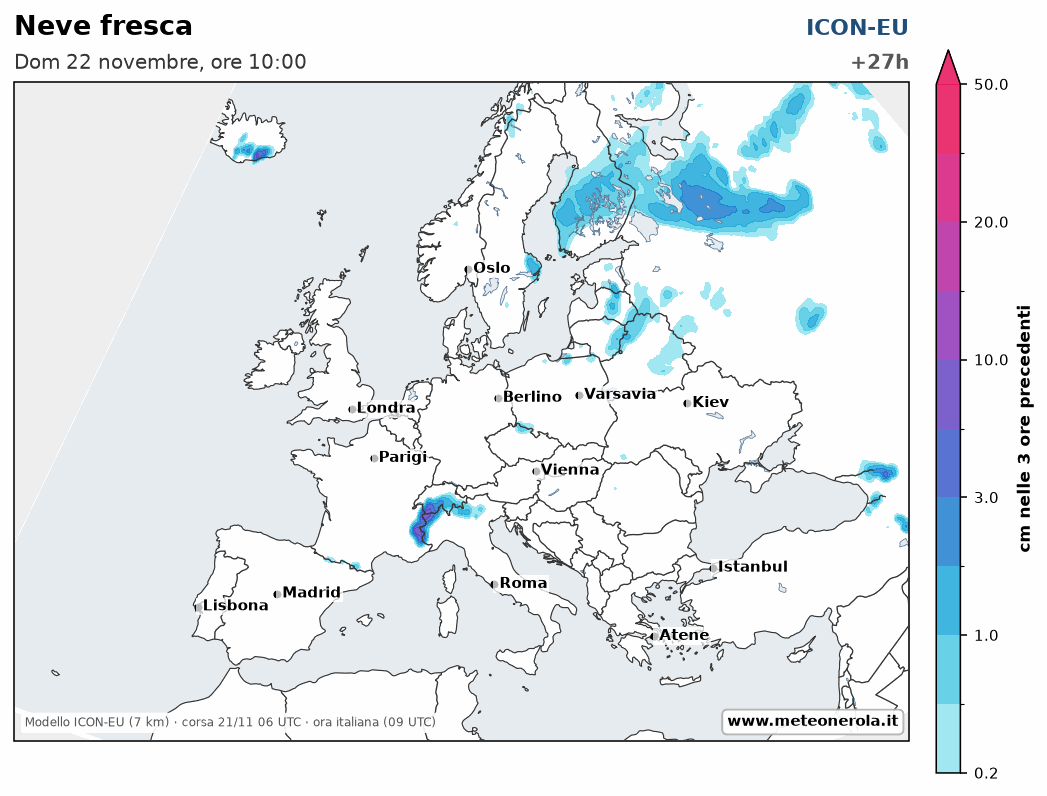 Neve fresca
ICON-EU
Dom 22 novembre, ore 10:00
+27h
50.0
20.0
10.0
3.0
1.0
0.2
cm nelle 3 ore precedenti
Oslo
Berlino
Varsavia
Kiev
Londra
Parigi
Vienna
Istanbul
Roma
Madrid
Lisbona
Atene
Modello ICON-EU (7 km) · corsa 21/11 06 UTC · ora italiana (09 UTC)
www.meteonerola.it